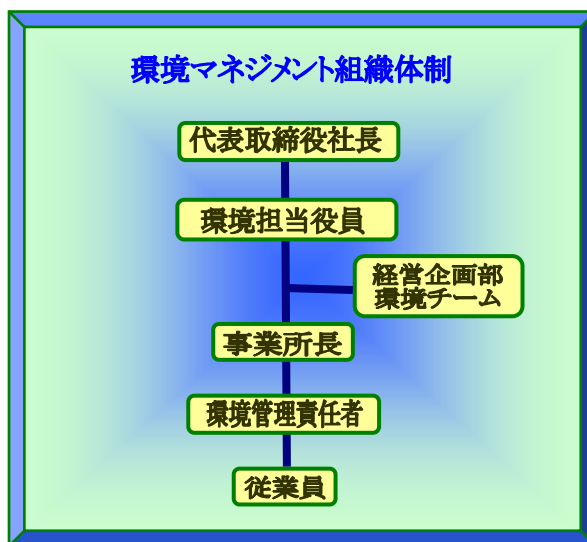 環境マネジメント組織体制
代表取締役社長
環境担当役員
経営企画部
環境チーム
事業所長
環境管理責任者
従業員